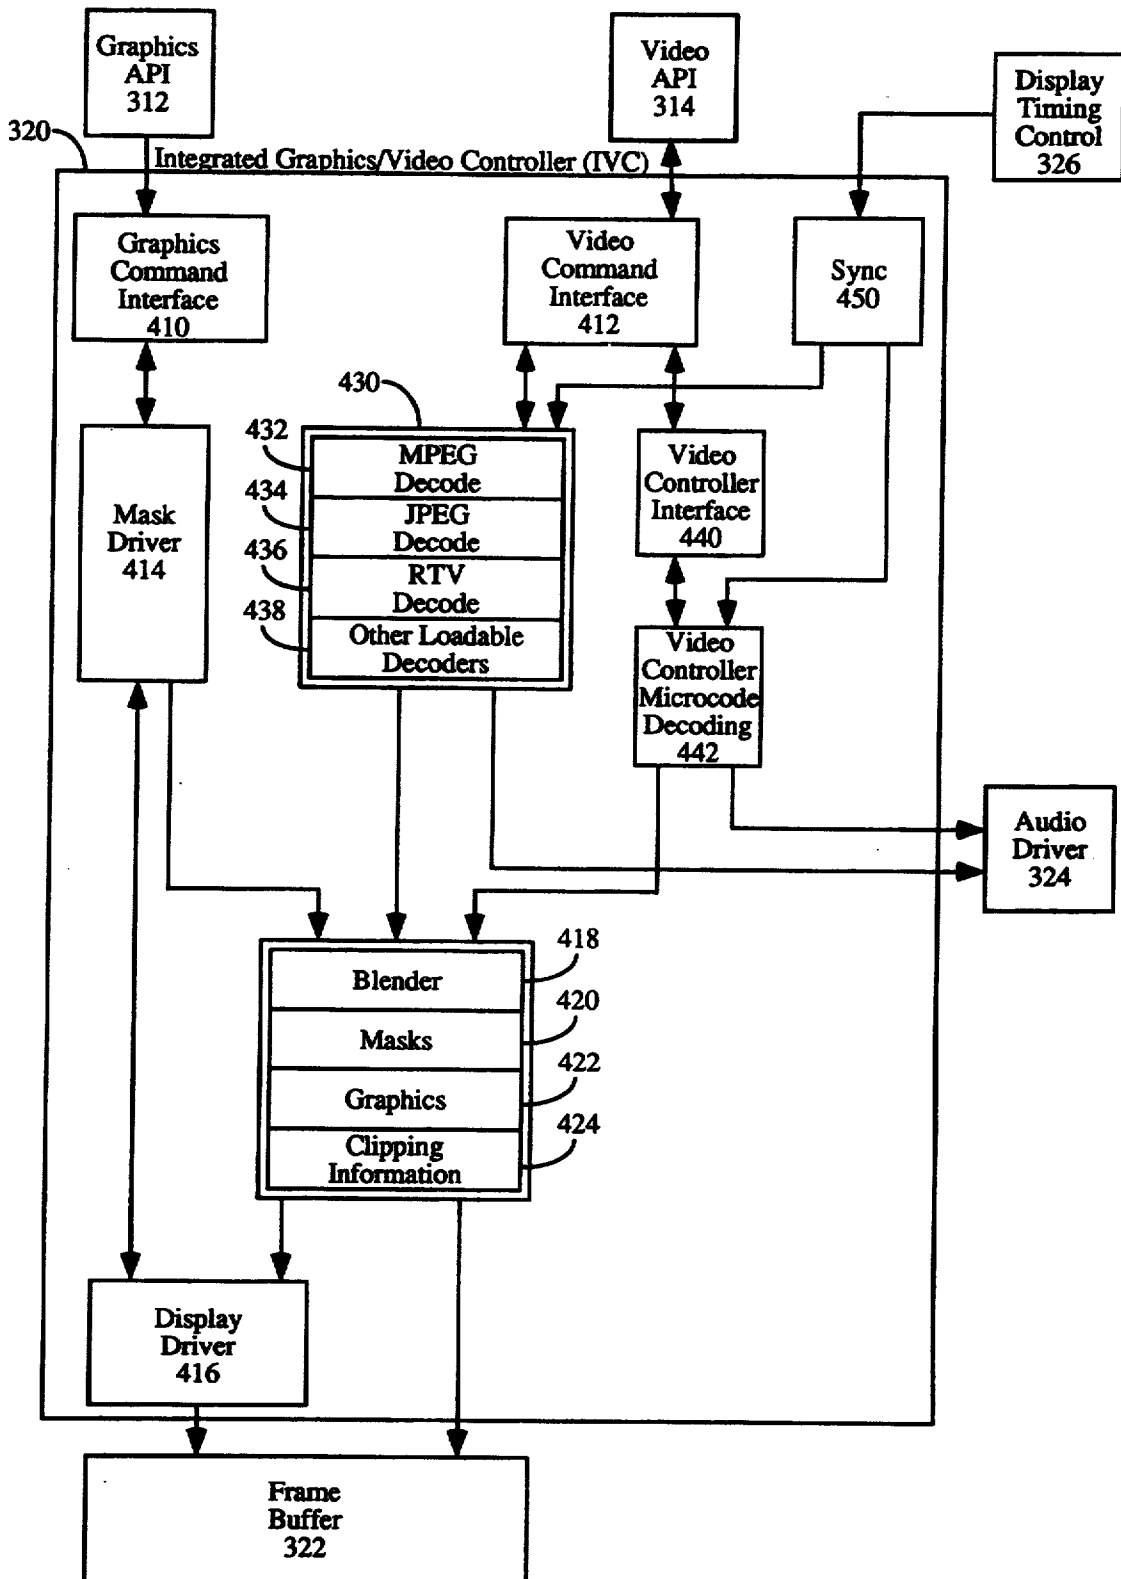 Graphics
API
312
Video
API
314
Display
Timing
Control
326
320
Integrated Graphics/Video Controller (IVC)
Graphics
Command
Interface
410
Video
Command
Interface
412
Sync
450
430
432
MPEG
Decode
434
JPEG
Decode
436
RTV
Decode
438
Other Loadable
Decoders
Video
Controller
Interface
440
Mask
Driver
414
Video
Controller
Microcode
Decoding
442
Audio
Driver
324
Blender
418
Masks
420
Graphics
422
Clipping
Information
424
Display
Driver
416
Frame
Buffer
322